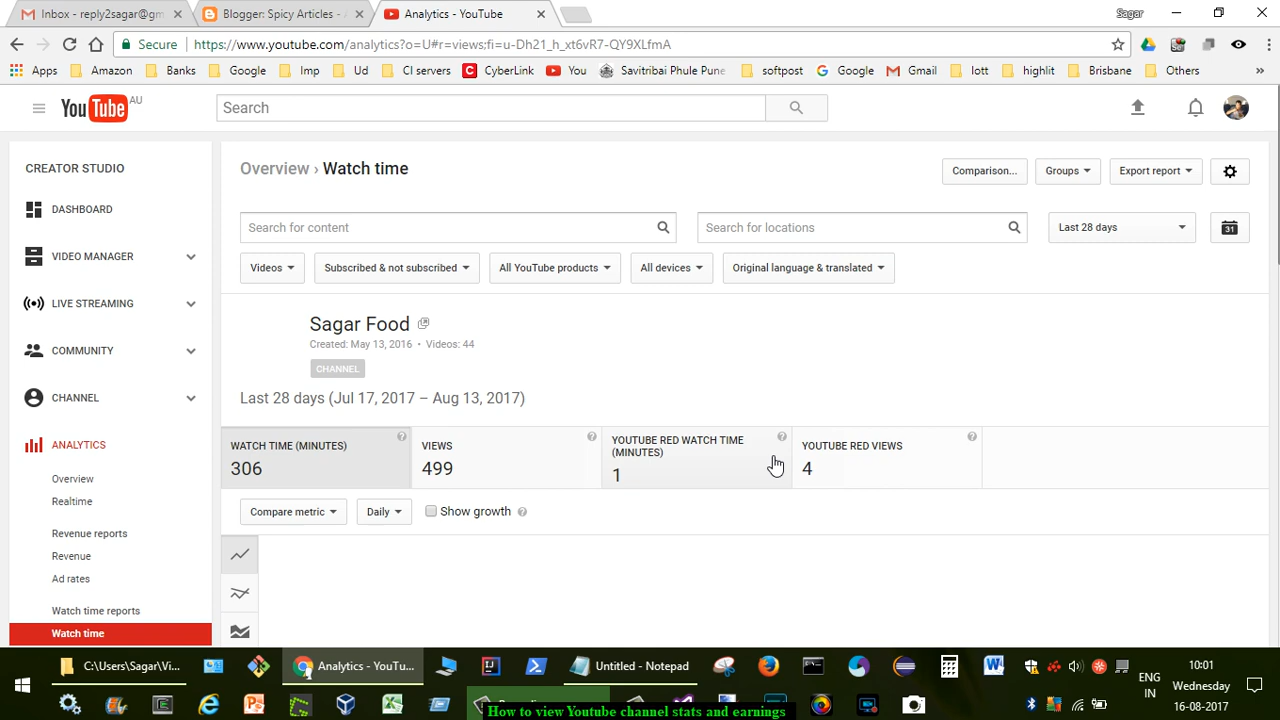 Inbox - reply2sagar@gm
Blogger: Spicy Articles - A
Analytics - YouTube
Sagar
Secure
https://www.youtube.com/analytics?o=U#r=views;fi=u-Dh21_h_xt6vR7-QY9XLfmA
Apps
Amazon
Banks
Google
Imp
Ud
CI servers
CyberLink
You
Savitribai Phule Pune
softpost
Google
Gmail
lott
highlit
Brisbane
Others
»
YouTube AU
Search
CREATOR STUDIO
DASHBOARD
VIDEO MANAGER
LIVE STREAMING
COMMUNITY
CHANNEL
ANALYTICS
Overview
Realtime
Revenue reports
Revenue
Ad rates
Watch time reports
Watch time
Overview › Watch time
Comparison...
Groups
Export report
Search for content
Search for locations
Last 28 days
31
Videos
Subscribed & not subscribed
All YouTube products
All devices
Original language & translated
Sagar Food
Created: May 13, 2016 • Videos: 44
CHANNEL
Last 28 days (Jul 17, 2017 – Aug 13, 2017)
WATCH TIME (MINUTES)
306
VIEWS
499
YOUTUBE RED WATCH TIME
(MINUTES)
1
YOUTUBE RED VIEWS
4
Compare metric
Daily
Show growth
C:\Users\Sagar\Vi...
Analytics - YouTu...
Untitled - Notepad
ENG
IN
10:01
Wednesday
16-08-2017
How to view Youtube channel stats and earnings